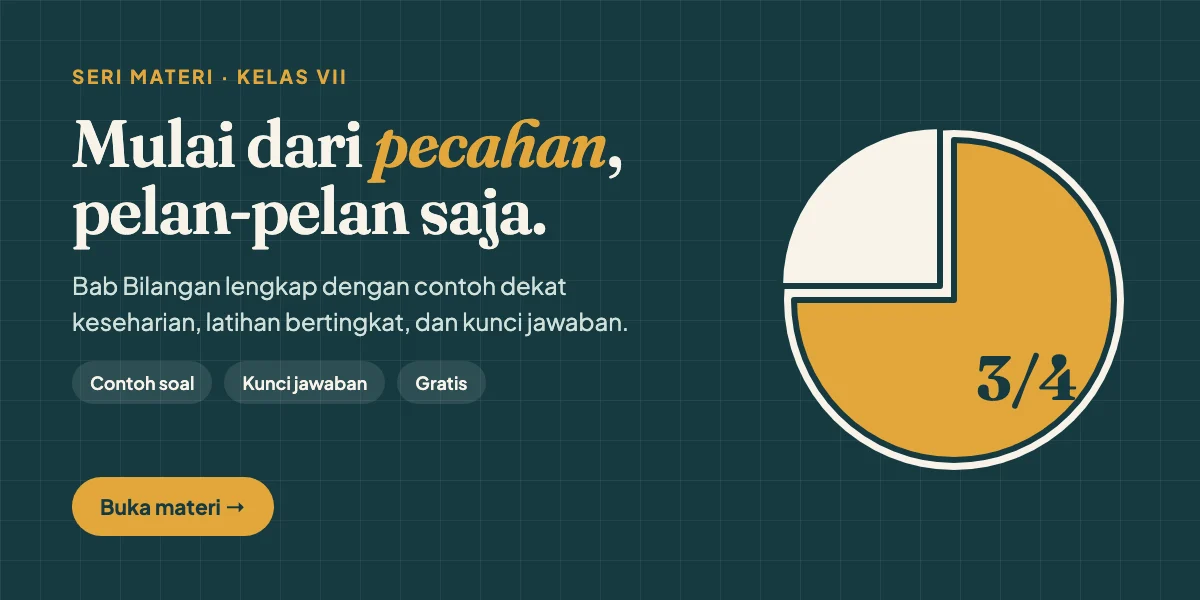 SERI MATERI · KELAS VII
Mulai dari pecahan,
pelan-pelan saja.
Bab Bilangan lengkap dengan contoh dekat
keseharian, latihan bertingkat, dan kunci jawaban.
Contoh soal
Kunci jawaban
Gratis
Buka materi →
3/4